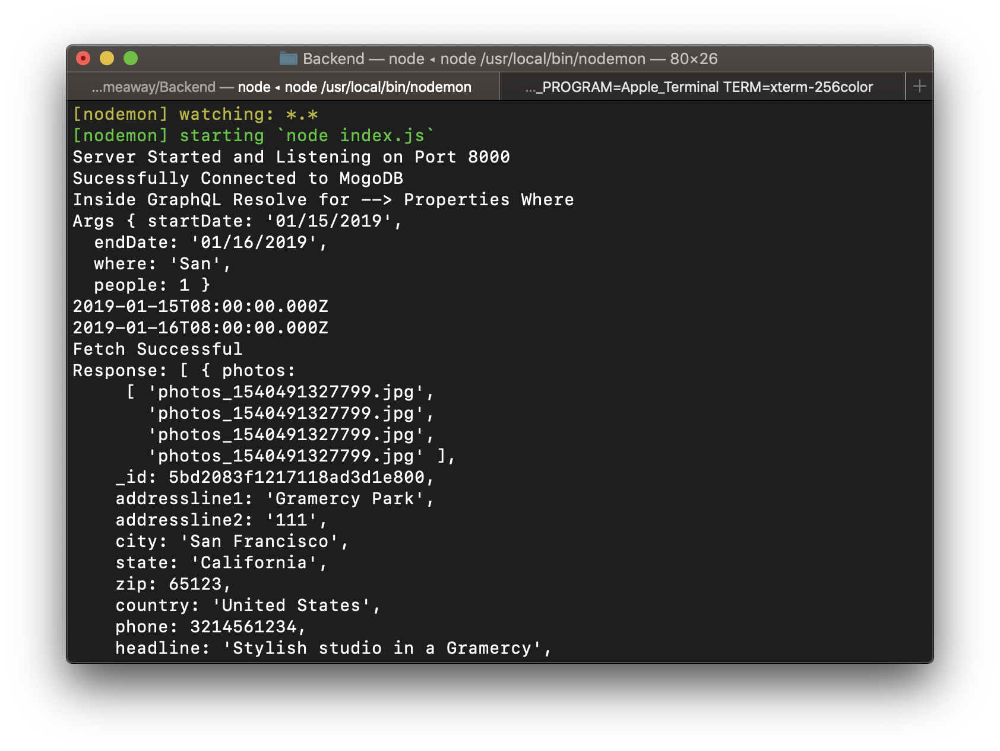 Backend — node ◂ node /usr/local/bin/nodemon — 80×26
...meaway/Backend — node ◂ node /usr/local/bin/nodemon
..._PROGRAM=Apple_Terminal TERM=xterm-256color
[nodemon] watching: *.*
[nodemon] starting `node index.js`
Server Started and Listening on Port 8000
Sucessfully Connected to MogoDB
Inside GraphQL Resolve for --> Properties Where
Args { startDate: '01/15/2019',
  endDate: '01/16/2019',
  where: 'San',
  people: 1 }
2019-01-15T08:00:00.000Z
2019-01-16T08:00:00.000Z
Fetch Successful
Response: [ { photos:
     [ 'photos_1540491327799.jpg',
       'photos_1540491327799.jpg',
       'photos_1540491327799.jpg',
       'photos_1540491327799.jpg' ],
    _id: 5bd2083f1217118ad3d1e800,
    addressline1: 'Gramercy Park',
    addressline2: '111',
    city: 'San Francisco',
    state: 'California',
    zip: 65123,
    country: 'United States',
    phone: 3214561234,
    headline: 'Stylish studio in a Gramercy',